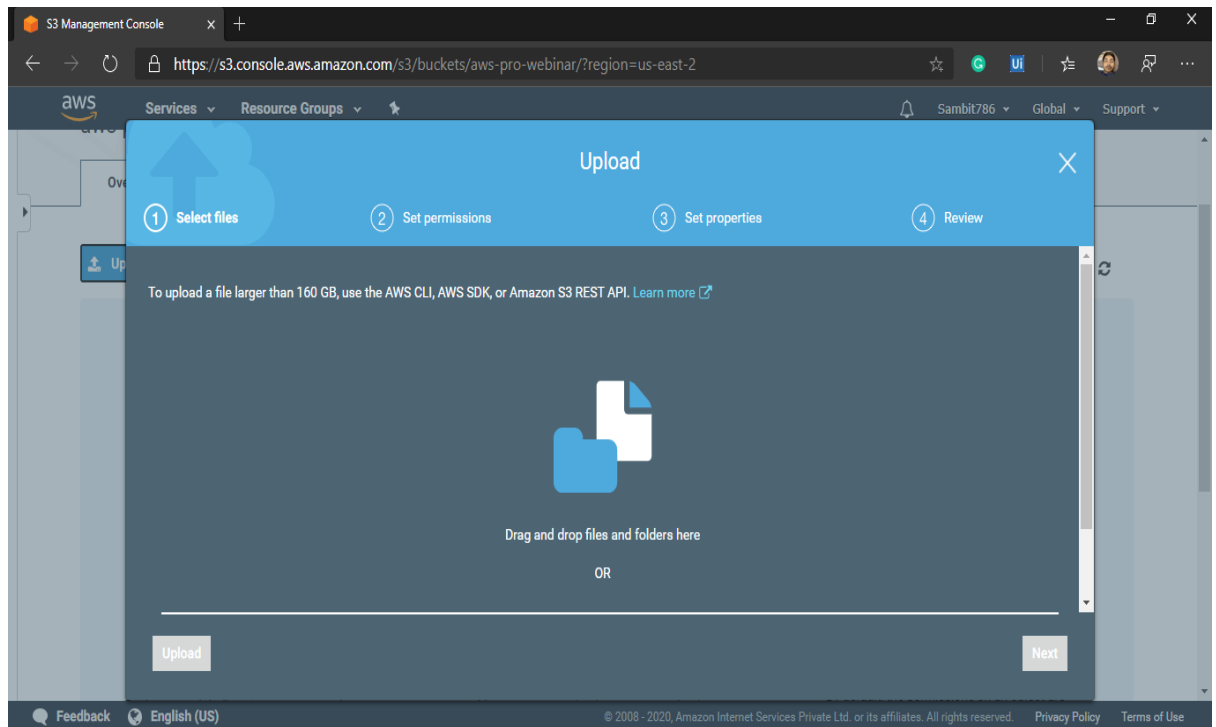 S3 Management Console
https://s3.console.aws.amazon.com/s3/buckets/aws-pro-webinar/?region=us-east-2
aws Services Resource Groups Sambit786 Global Support
Upload
Ove
1 Select files 2 Set permissions 3 Set properties 4 Review
Up
To upload a file larger than 160 GB, use the AWS CLI, AWS SDK, or Amazon S3 REST API. Learn more
Drag and drop files and folders here
OR
Upload Next
Feedback English (US) © 2008 - 2020, Amazon Internet Services Private Ltd. or its affiliates. All rights reserved. Privacy Policy Terms of Use